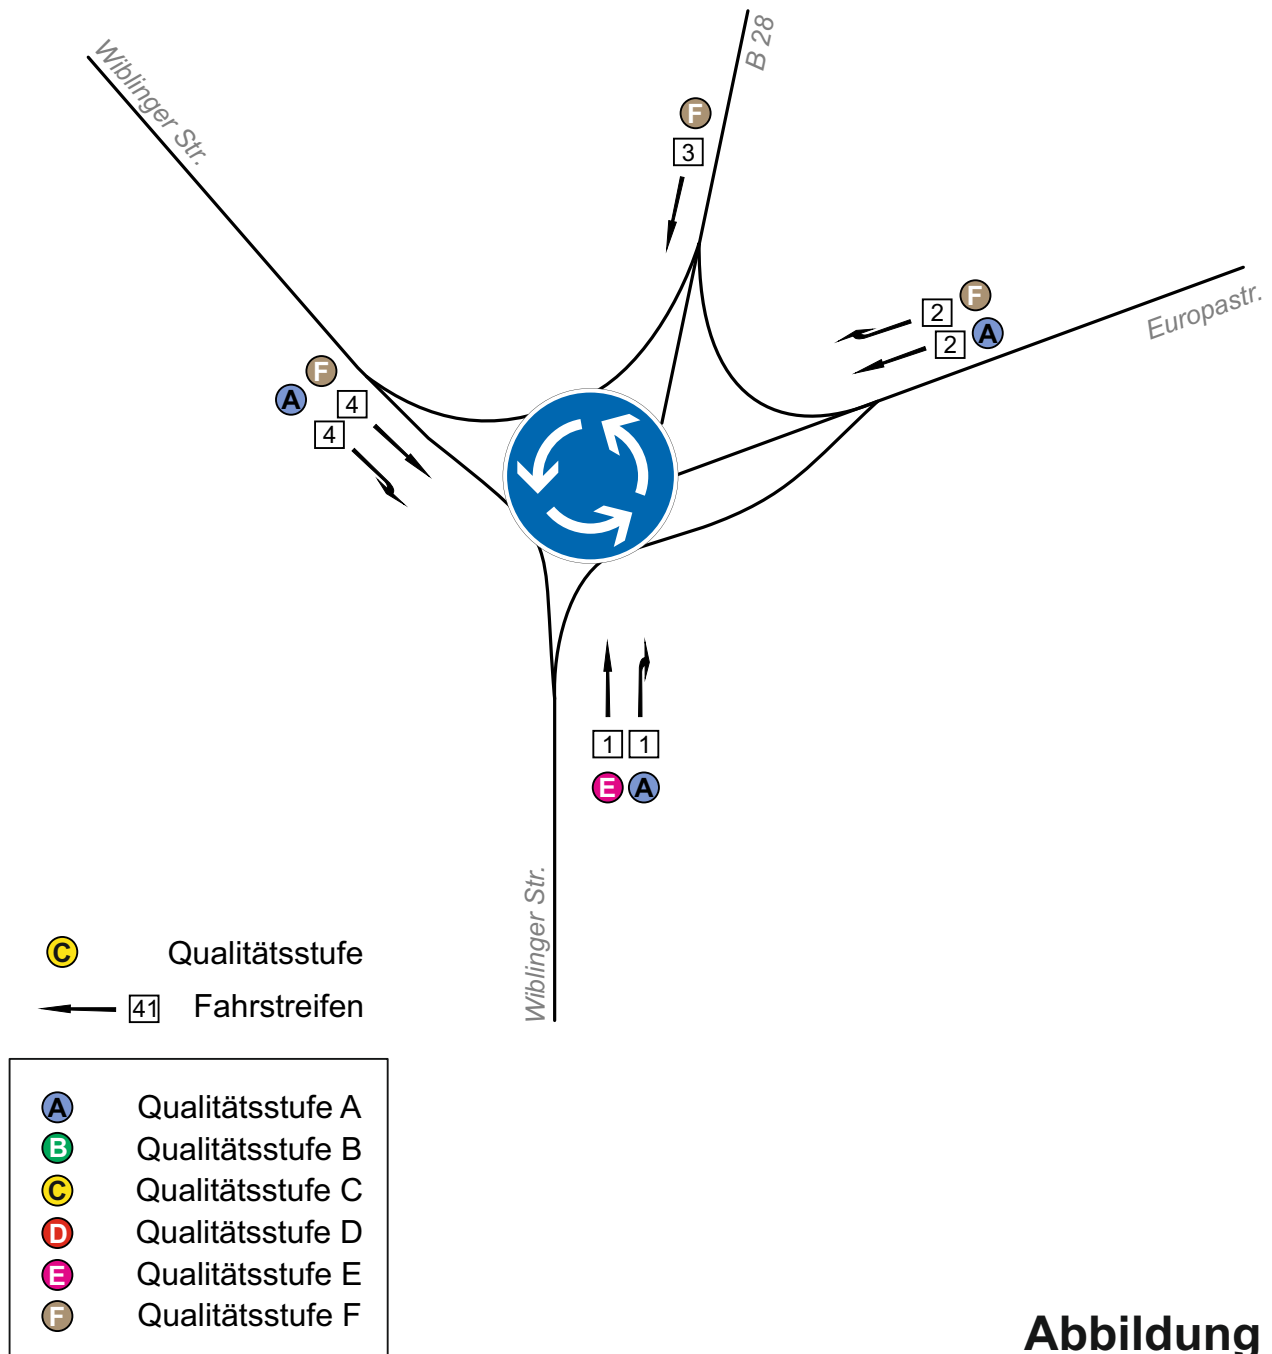 B 28
Wiblinger Str.
F
3
F
2
Europastr.
A
2
F
A
4
4
1 1
E A
Wiblinger Str.
C Qualitätsstufe
41 Fahrstreifen
A Qualitätsstufe A
B Qualitätsstufe B
C Qualitätsstufe C
D Qualitätsstufe D
E Qualitätsstufe E
F Qualitätsstufe F
Abbildung